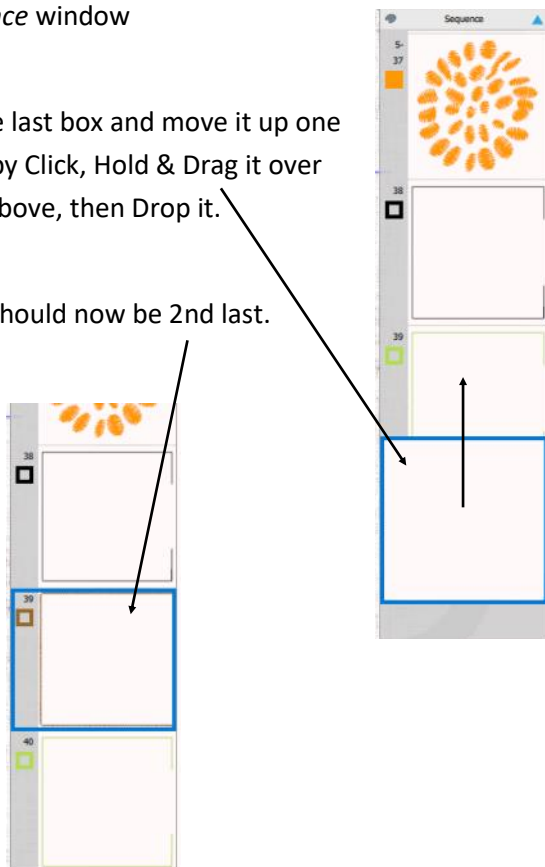 ce window
e last box and move it up one
by Click, Hold & Drag it over
bove, then Drop it.
hould now be 2nd last.
Sequence
5-
37
38
39
38
39
40